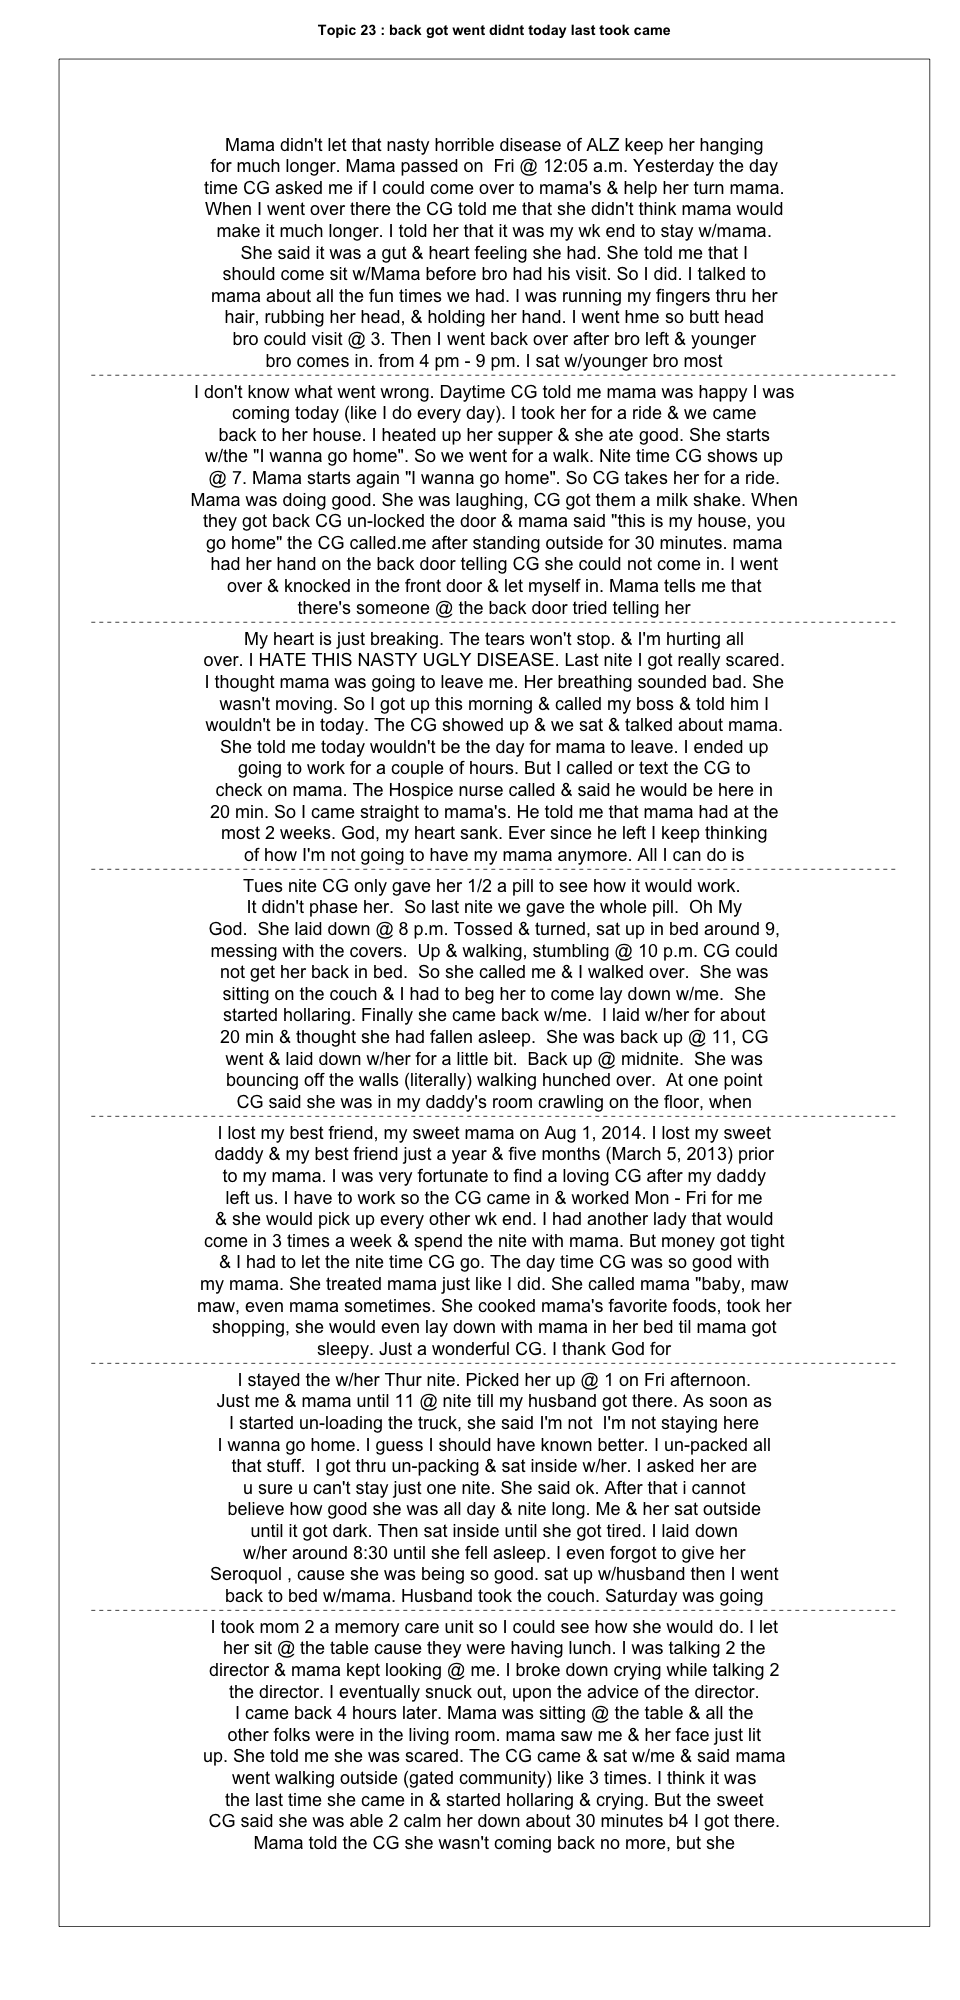 Topic 23 : back got went didnt today last took came
Mama didn't let that nasty horrible disease of ALZ keep her hanging
for much longer. Mama passed on  Fri @ 12:05 a.m. Yesterday the day
time CG asked me if I could come over to mama's & help her turn mama.
When I went over there the CG told me that she didn't think mama would
make it much longer. I told her that it was my wk end to stay w/mama.
She said it was a gut & heart feeling she had. She told me that I
should come sit w/Mama before bro had his visit. So I did. I talked to
mama about all the fun times we had. I was running my fingers thru her
hair, rubbing her head, & holding her hand. I went hme so butt head
bro could visit @ 3. Then I went back over after bro left & younger
bro comes in. from 4 pm - 9 pm. I sat w/younger bro most
I don't know what went wrong. Daytime CG told me mama was happy I was
coming today (like I do every day). I took her for a ride & we came
back to her house. I heated up her supper & she ate good. She starts
w/the "I wanna go home". So we went for a walk. Nite time CG shows up
@ 7. Mama starts again "I wanna go home". So CG takes her for a ride.
Mama was doing good. She was laughing, CG got them a milk shake. When
they got back CG un-locked the door & mama said "this is my house, you
go home" the CG called.me after standing outside for 30 minutes. mama
had her hand on the back door telling CG she could not come in. I went
over & knocked in the front door & let myself in. Mama tells me that
there's someone @ the back door tried telling her
My heart is just breaking. The tears won't stop. & I'm hurting all
over. I HATE THIS NASTY UGLY DISEASE. Last nite I got really scared.
I thought mama was going to leave me. Her breathing sounded bad. She
wasn't moving. So I got up this morning & called my boss & told him I
wouldn't be in today. The CG showed up & we sat & talked about mama.
She told me today wouldn't be the day for mama to leave. I ended up
going to work for a couple of hours. But I called or text the CG to
check on mama. The Hospice nurse called & said he would be here in
20 min. So I came straight to mama's. He told me that mama had at the
most 2 weeks. God, my heart sank. Ever since he left I keep thinking
of how I'm not going to have my mama anymore. All I can do is
Tues nite CG only gave her 1/2 a pill to see how it would work.
It didn't phase her.  So last nite we gave the whole pill.  Oh My
God.  She laid down @ 8 p.m. Tossed & turned, sat up in bed around 9,
messing with the covers.  Up & walking, stumbling @ 10 p.m. CG could
not get her back in bed.  So she called me & I walked over.  She was
sitting on the couch & I had to beg her to come lay down w/me.  She
started hollaring. Finally she came back w/me.  I laid w/her for about
20 min & thought she had fallen asleep.  She was back up @ 11, CG
went & laid down w/her for a little bit.  Back up @ midnite.  She was
bouncing off the walls (literally) walking hunched over.  At one point
CG said she was in my daddy's room crawling on the floor, when
I lost my best friend, my sweet mama on Aug 1, 2014. I lost my sweet
daddy & my best friend just a year & five months (March 5, 2013) prior
to my mama. I was very fortunate to find a loving CG after my daddy
left us. I have to work so the CG came in & worked Mon - Fri for me
& she would pick up every other wk end. I had another lady that would
come in 3 times a week & spend the nite with mama. But money got tight
& I had to let the nite time CG go. The day time CG was so good with
my mama. She treated mama just like I did. She called mama "baby, maw
maw, even mama sometimes. She cooked mama's favorite foods, took her
shopping, she would even lay down with mama in her bed til mama got
sleepy. Just a wonderful CG. I thank God for
I stayed the w/her Thur nite. Picked her up @ 1 on Fri afternoon.
Just me & mama until 11 @ nite till my husband got there. As soon as
I started un-loading the truck, she said I'm not  I'm not staying here
I wanna go home. I guess I should have known better. I un-packed all
that stuff.  I got thru un-packing & sat inside w/her. I asked her are
u sure u can't stay just one nite. She said ok. After that i cannot
believe how good she was all day & nite long. Me & her sat outside
until it got dark. Then sat inside until she got tired. I laid down
w/her around 8:30 until she fell asleep. I even forgot to give her
Seroquol , cause she was being so good. sat up w/husband then I went
back to bed w/mama. Husband took the couch. Saturday was going
I took mom 2 a memory care unit so I could see how she would do. I let
her sit @ the table cause they were having lunch. I was talking 2 the
director & mama kept looking @ me. I broke down crying while talking 2
the director. I eventually snuck out, upon the advice of the director.
I came back 4 hours later. Mama was sitting @ the table & all the
other folks were in the living room. mama saw me & her face just lit
up. She told me she was scared. The CG came & sat w/me & said mama
went walking outside (gated community) like 3 times. I think it was
the last time she came in & started hollaring & crying. But the sweet
CG said she was able 2 calm her down about 30 minutes b4 I got there.
Mama told the CG she wasn't coming back no more, but she